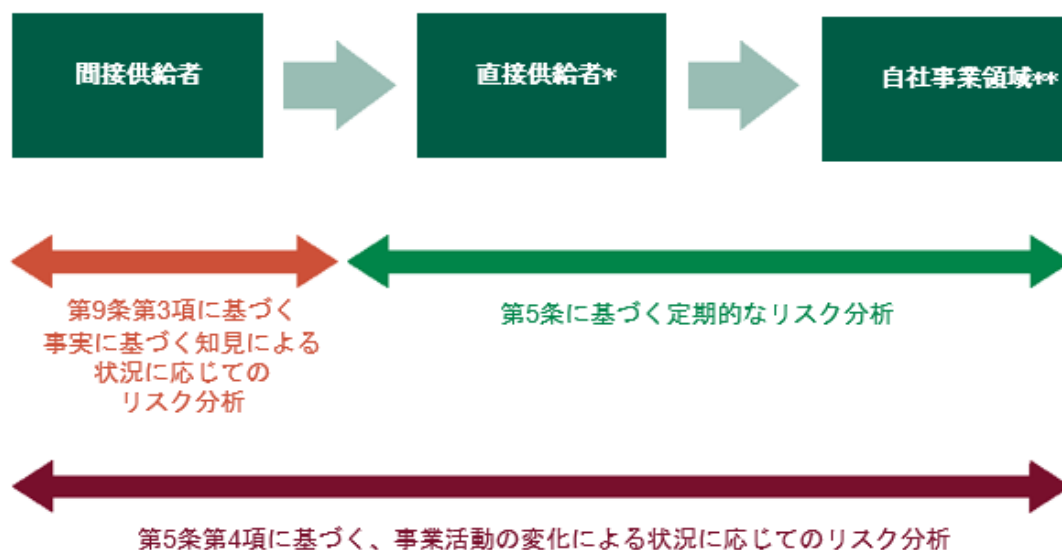 間接供給者
直接供給者*
自社事業領域**
第9条第3項に基づく
事実に基づく知見による
状況に応じての
リスク分析
第5条に基づく定期的なリスク分析
第5条第4項に基づく、事業活動の変化による状況に応じてのリスク分析